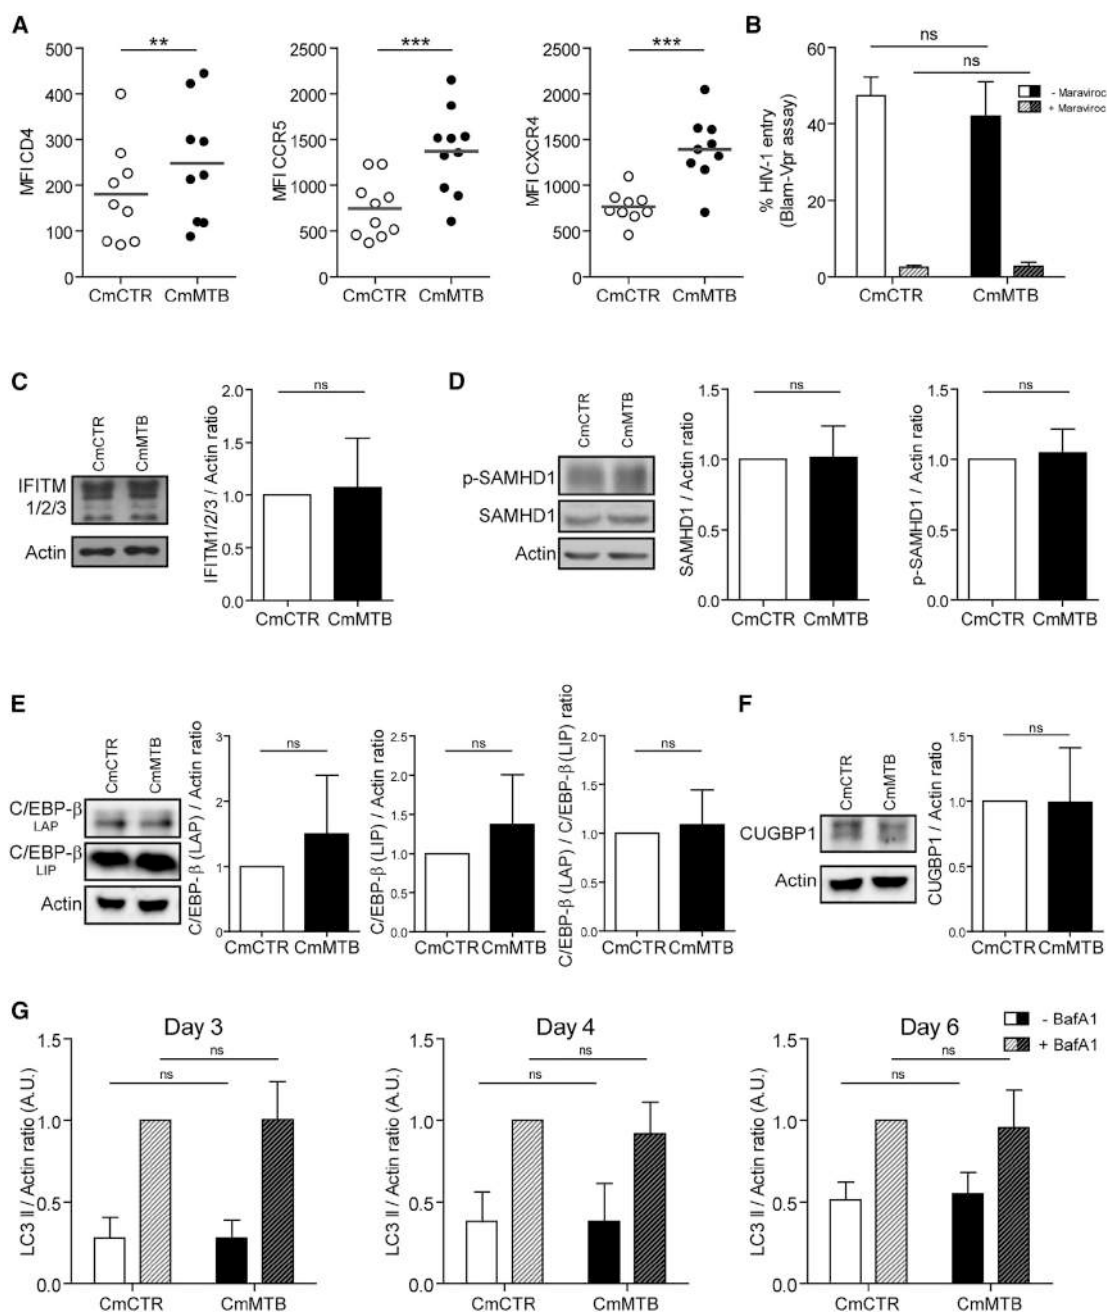 A
MFI CD4
500
400
300
200
100
0
**
CmCTR CmMTB
MFI CCR5
2500
2000
1500
1000
500
0
***
CmCTR CmMTB
MFI CXCR4
2500
2000
1500
1000
500
0
***
CmCTR CmMTB
B
% HIV-1 entry
(Blam-Vpr assay)
60
40
20
0
ns
ns
- Maraviroc
+ Maraviroc
CmCTR CmMTB
C
CmCTR
CmMTB
IFITM
1/2/3
Actin
IFITM1/2/3 / Actin ratio
2.0
1.5
1.0
0.5
0.0
ns
CmCTR CmMTB
D
CmCTR
CmMTB
p-SAMHD1
SAMHD1
Actin
SAMHD1 / Actin ratio
1.5
1.0
0.5
0.0
ns
CmCTR CmMTB
p-SAMHD1 / Actin ratio
1.5
1.0
0.5
0.0
ns
CmCTR CmMTB
E
CmCTR
CmMTB
C/EBP-β
LAP
C/EBP-β
LIP
Actin
C/EBP-β (LAP) / Actin ratio
3
2
1
0
ns
CmCTR CmMTB
C/EBP-β (LIP) / Actin ratio
2.5
2.0
1.5
1.0
0.5
0.0
ns
CmCTR CmMTB
C/EBP-β (LAP) / C/EBP-β (LIP) ratio
2.0
1.5
1.0
0.5
0.0
ns
CmCTR CmMTB
F
CmCTR
CmMTB
CUGBP1
Actin
CUGBP1 / Actin ratio
1.5
1.0
0.5
0.0
ns
CmCTR CmMTB
G
Day 3
LC3 II / Actin ratio (A.U.)
1.5
1.0
0.5
0.0
ns
ns
CmCTR CmMTB
Day 4
LC3 II / Actin ratio (A.U.)
1.5
1.0
0.5
0.0
ns
ns
CmCTR CmMTB
Day 6
LC3 II / Actin ratio (A.U.)
1.5
1.0
0.5
0.0
ns
ns
- BafA1
+ BafA1
CmCTR CmMTB